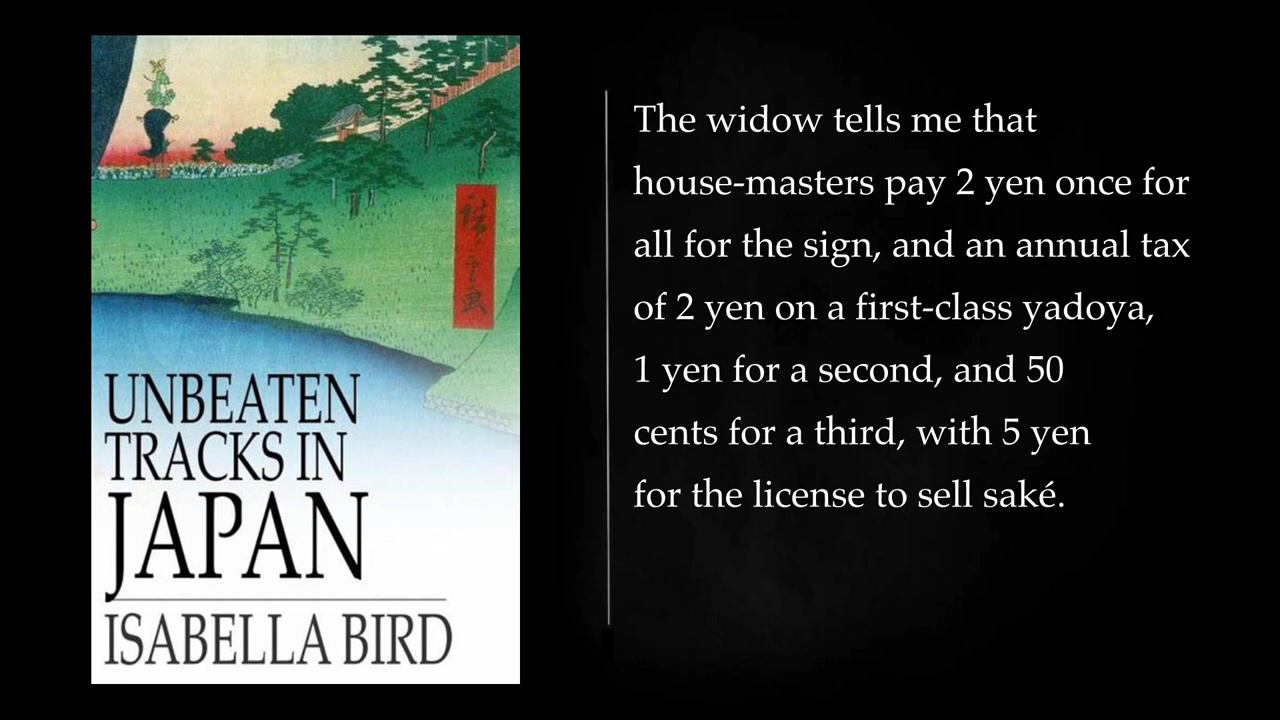 UNBEATEN
TRACKS IN
JAPAN
ISABELLA BIRD
The widow tells me that
house-masters pay 2 yen once for
all for the sign, and an annual tax
of 2 yen on a first-class yadoya,
1 yen for a second, and 50
cents for a third, with 5 yen
for the license to sell saké.